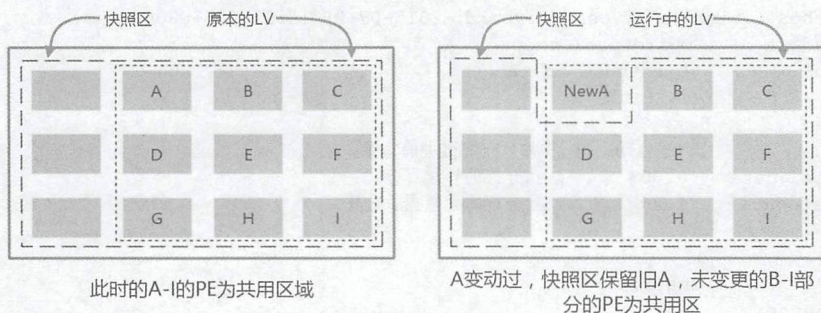 快照区 原本的LV
A B C
D E F
G H I
此时的A-I的PE为共用区域
快照区 运行中的LV
NewA B C
D E F
G H I
A变动过，快照区保留旧A，未变更的B-I部
分的PE为共用区